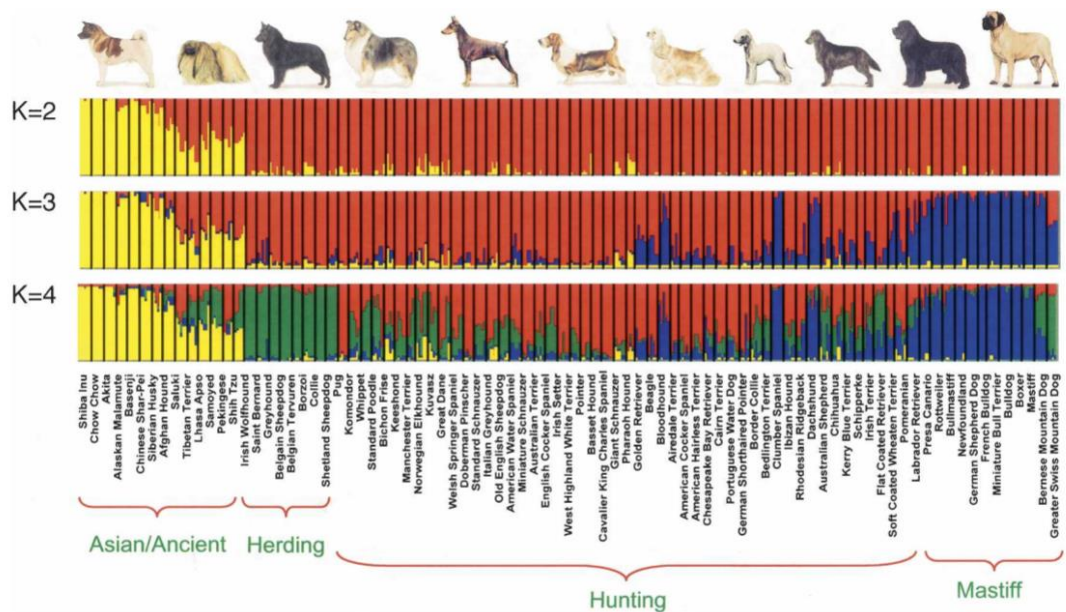 K=2
K=3
K=4
Shiba Inu
Chow Chow
Akita
Alaskan Malamute
Basenji
Chinese Shar-Pei
Siberian Husky
Afghan Hound
Saluki
Tibetan Terrier
Lhasa Apso
Samoyed
Pekingese
Shih Tzu
Irish Wolfhound
Saint Bernard
Greyhound
Belgain Sheepdog
Belgian Tervuren
Borzoi
Collie
Shetland Sheepdog
Pug
Komondor
Whippet
Standard Poodle
Bichon Frise
Keeshond
Manchester Terrier
Norwegian Elkhound
Kuvasz
Great Dane
Welsh Springer Spaniel
Doberman Pinscher
Standard Schnauzer
Italian Greyhound
Old English Sheepdog
American Water Spaniel
Miniature Schnauzer
Australian Terrier
English Cocker Spaniel
Irish Setter
West Highland White Terrier
Pointer
Basset Hound
Cavalier King Charles Spaniel
Giant Schnauzer
Pharaoh Hound
Golden Retriever
Beagle
Bloodhound
Airedale Terrier
American Cocker Spaniel
American Hairless Terrier
Chesapeake Bay Retriever
Cairn Terrier
Portuguese Water Dog
German Shorthaired Pointer
Border Collie
Bedlington Terrier
Clumber Spaniel
Ibizan Hound
Rhodesian Ridgeback
Dachshund
Australian Shepherd
Chihuahua
Kerry Blue Terrier
Schipperke
Irish Terrier
Flat Coated Retriever
Soft Coated Wheaten Terrier
Pomeranian
Labrador Retriever
Presa Canario
Rottweiler
Bullmastiff
Newfoundland
German Shepherd Dog
French Bulldog
Miniature Bull Terrier
Bulldog
Boxer
Mastiff
Bernese Mountain Dog
Greater Swiss Mountain Dog
Asian/Ancient
Herding
Hunting
Mastiff